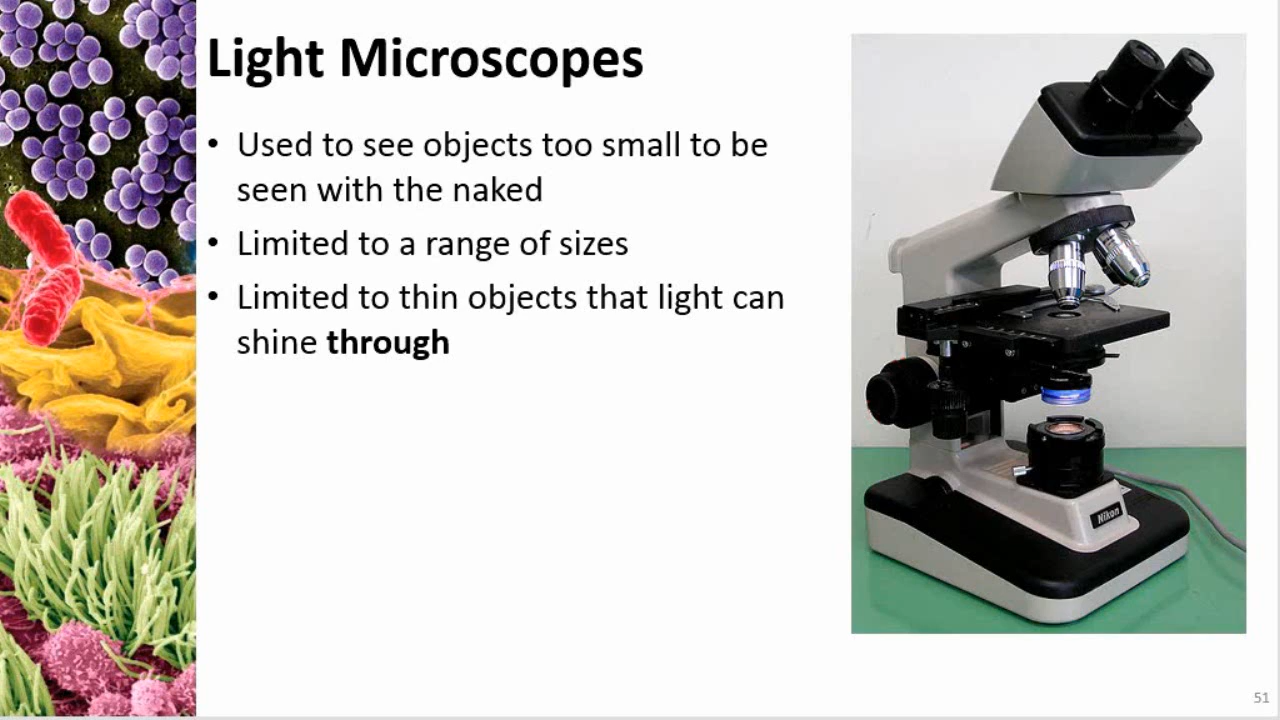 Light Microscopes
• Used to see objects too small to be
seen with the naked
• Limited to a range of sizes
• Limited to thin objects that light can
shine through
Nikon
51